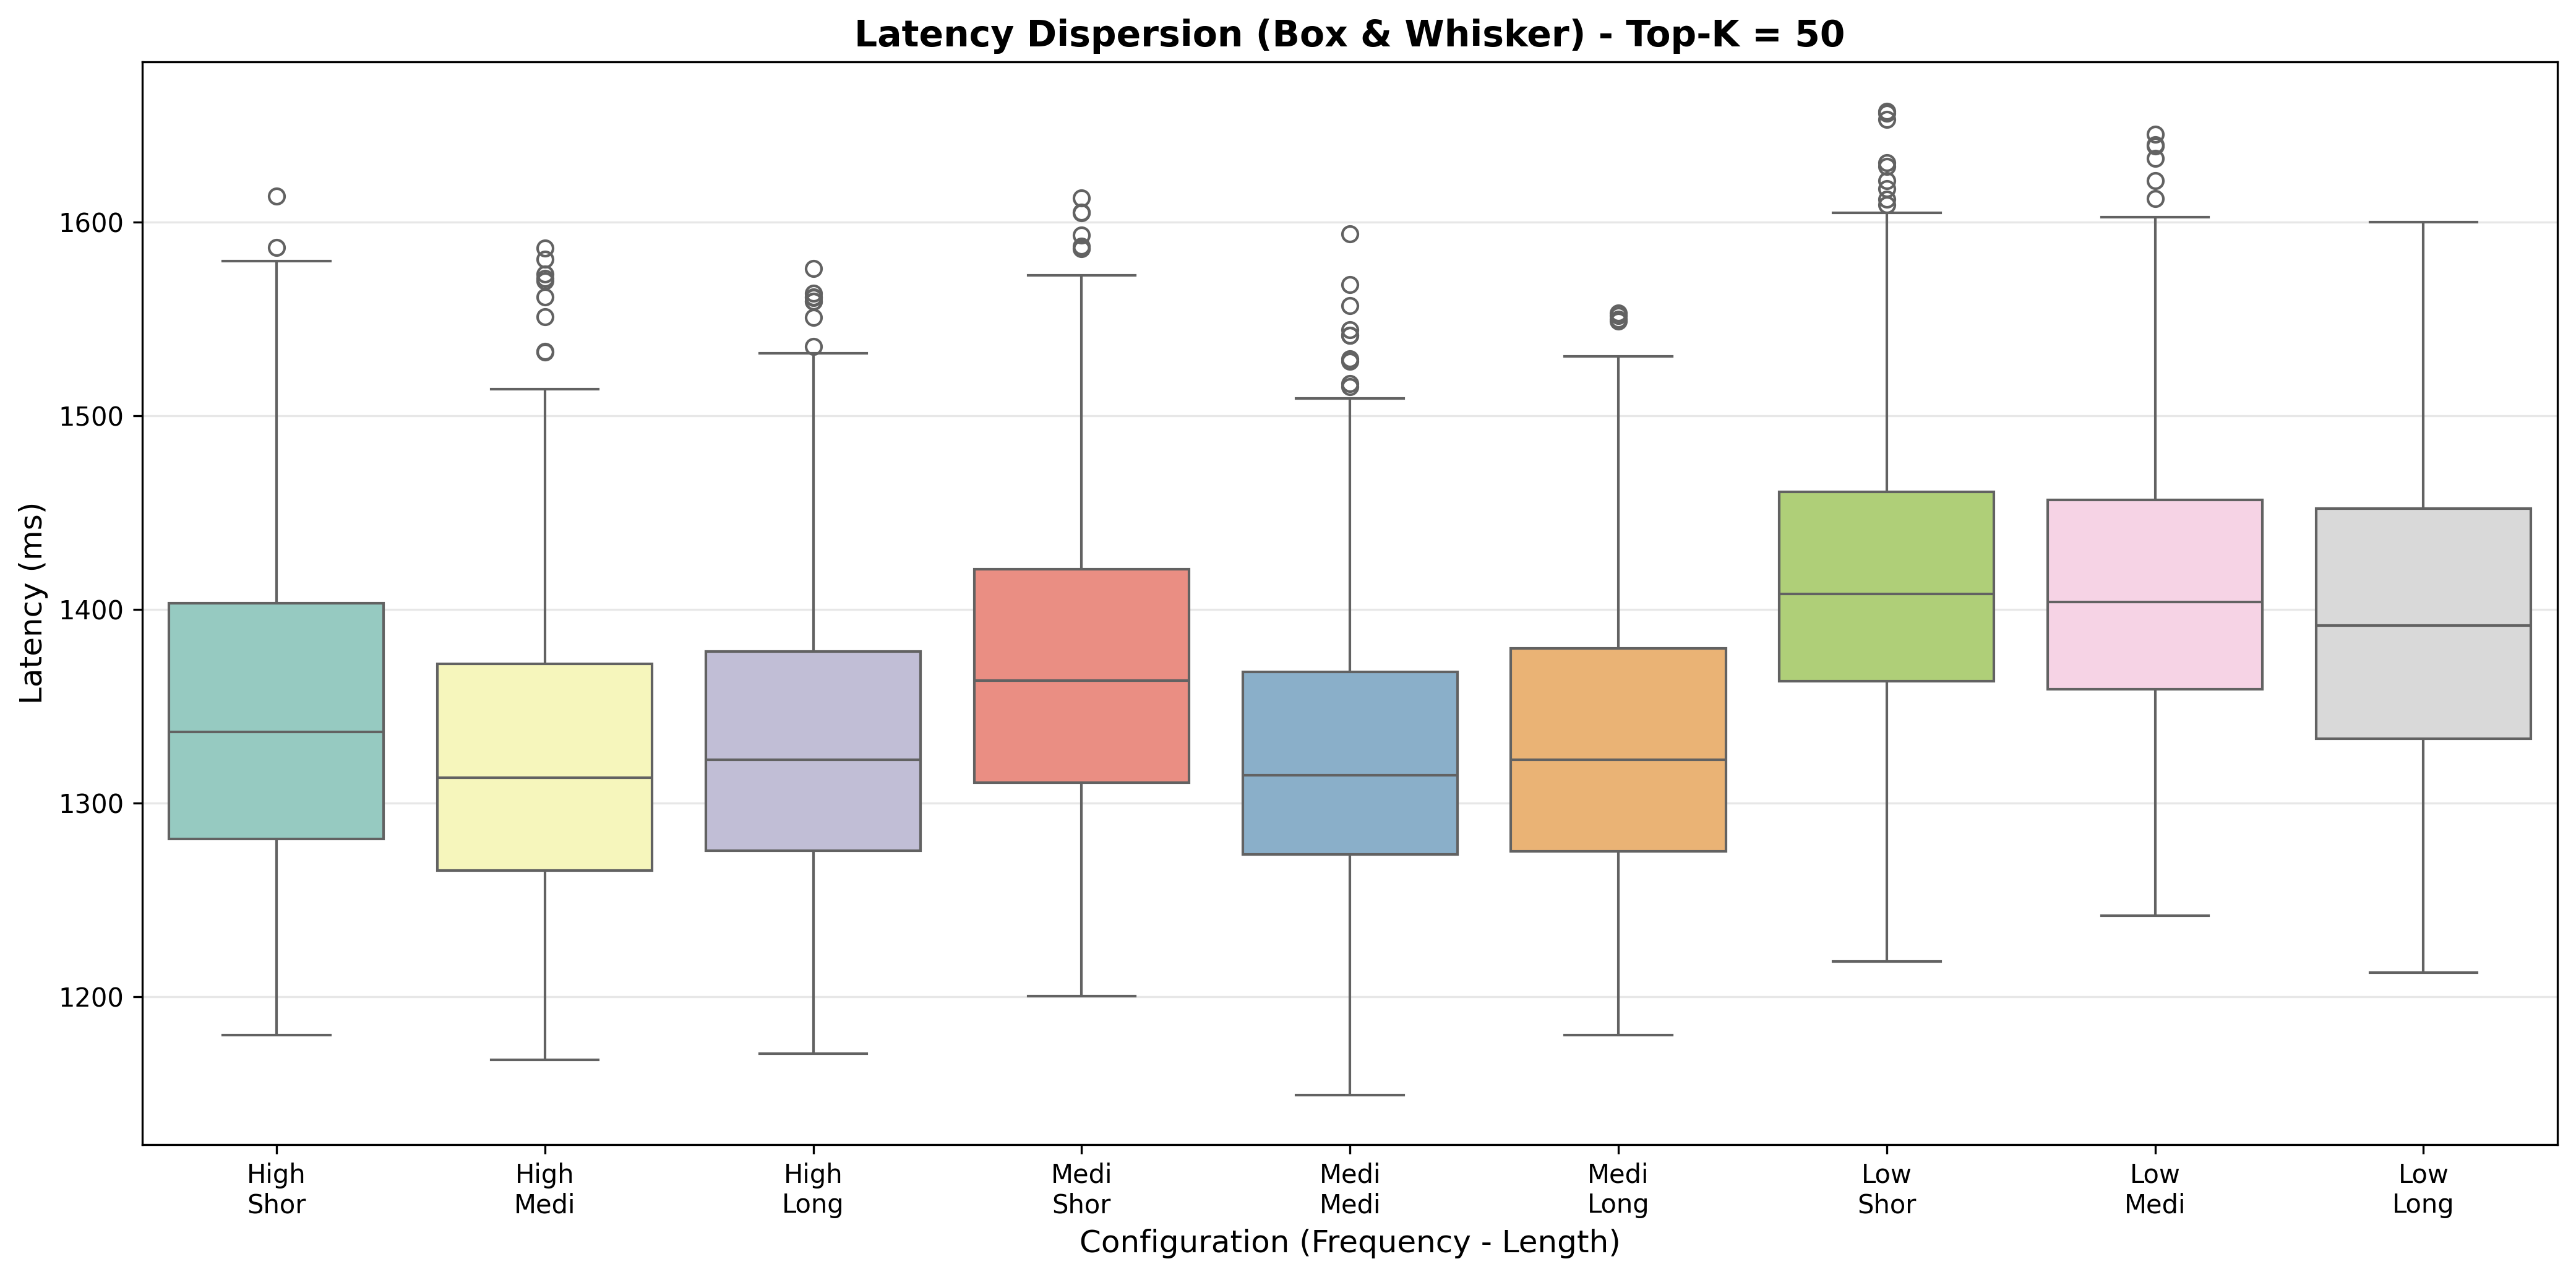 Latency Dispersion (Box & Whisker) - Top-K = 50
Latency (ms)
1600
1500
1400
1300
1200
High Shor
High Medi
High Long
Medi Shor
Medi Medi
Medi Long
Low Shor
Low Medi
Low Long
Configuration (Frequency - Length)